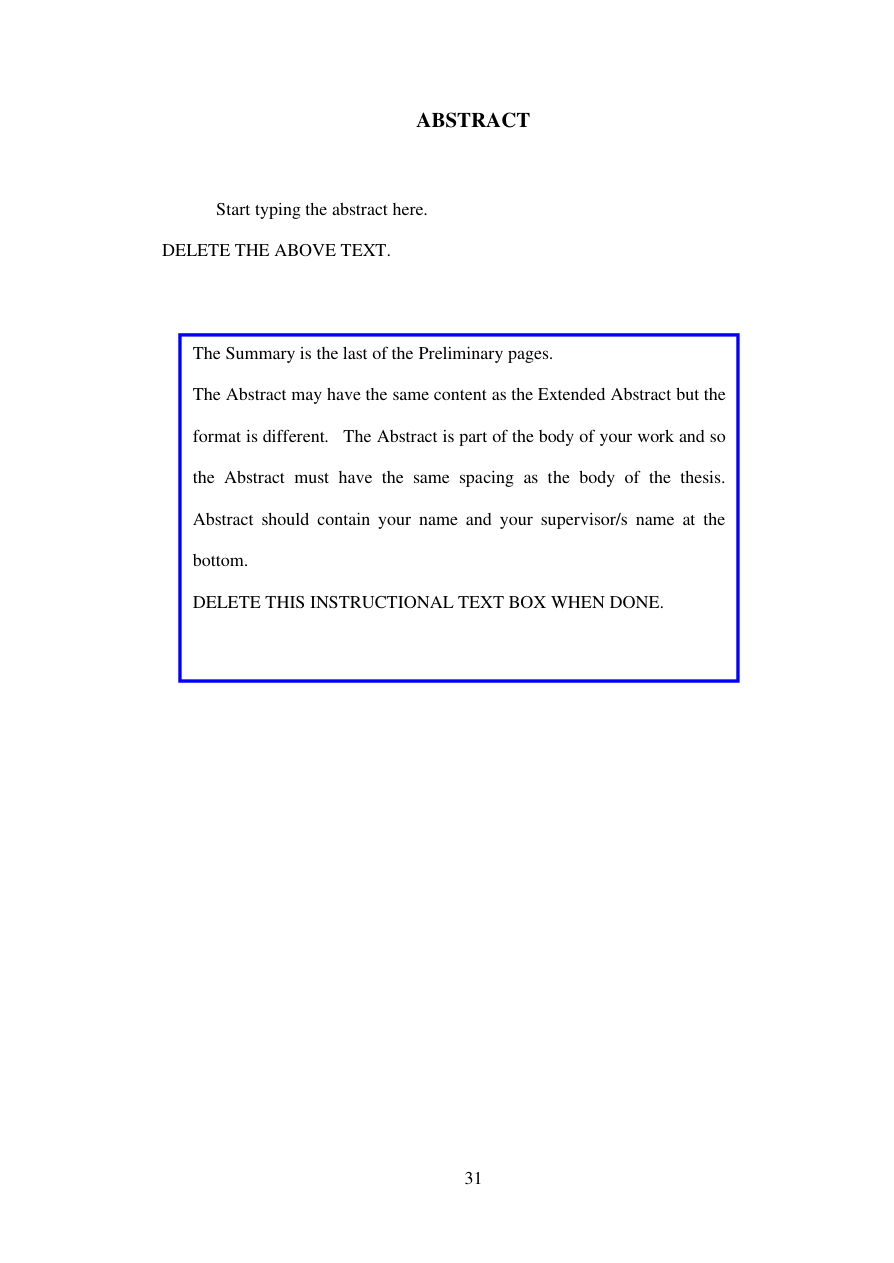 ABSTRACT
Start typing the abstract here.
DELETE THE ABOVE TEXT.
The Summary is the last of the Preliminary pages.
The Abstract may have the same content as the Extended Abstract but the
format is different.   The Abstract is part of the body of your work and so
the Abstract must have the same spacing as the body of the thesis.
Abstract should contain your name and your supervisor/s name at the
bottom.
DELETE THIS INSTRUCTIONAL TEXT BOX WHEN DONE.
31